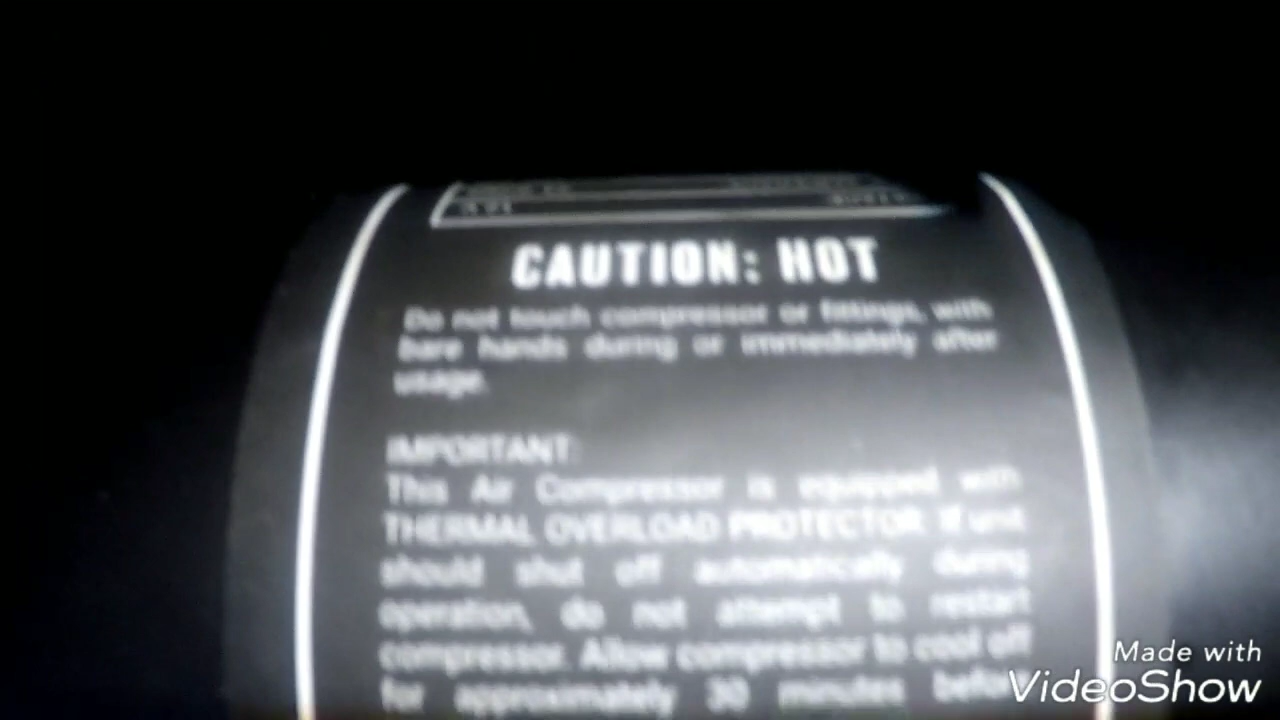 CAUTION: HOT
Do not touch compressor or fittings, with
bare hands during or immediately after
usage.
IMPORTANT:
This Air Compressor is equipped with
THERMAL OVERLOAD PROTECTOR. If unit
should shut off automatically during
operation, do not attempt to restart
compressor. Allow compressor to cool off
for approximately 30 minutes before
Made with
VideoShow